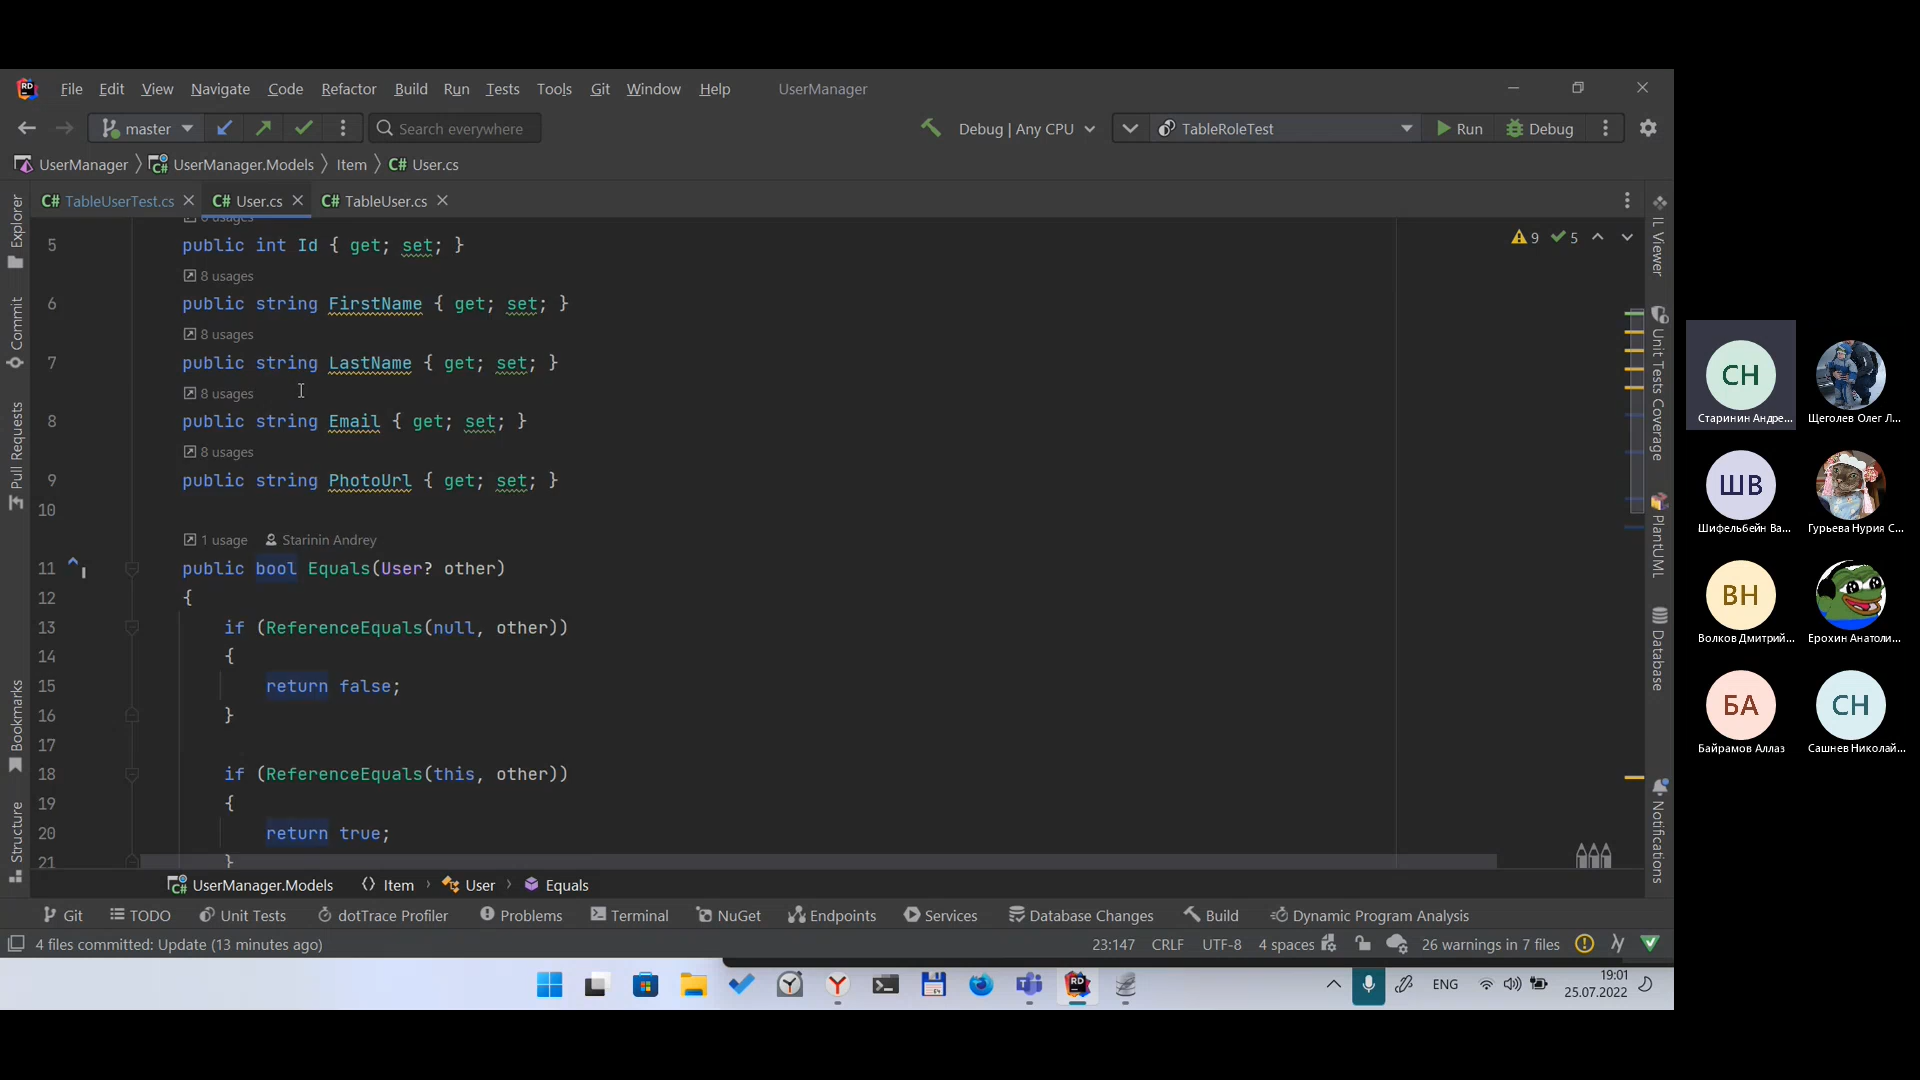 File Edit View Navigate Code Refactor Build Run Tests Tools Git Window Help UserManager
master Search everywhere Debug | Any CPU TableRoleTest Run Debug
UserManager UserManager.Models Item C# User.cs
C# TableUserTest.cs C# User.cs C# TableUser.cs
5 public int Id { get; set; }
8 usages
6 public string FirstName { get; set; }
8 usages
7 public string LastName { get; set; }
8 usages
8 public string Email { get; set; }
8 usages
9 public string PhotoUrl { get; set; }
10
1 usage Starinin Andrey
11 public bool Equals(User? other)
12 {
13 if (ReferenceEquals(null, other))
14 {
15 return false;
16 }
17
18 if (ReferenceEquals(this, other))
19 {
20 return true;
21 }
9 5
Explorer
Commit
Pull Requests
Bookmarks
Structure
IL Viewer
Unit Tests Coverage
PlantUML
Database
Notifications
UserManager.Models Item User Equals
Git TODO Unit Tests dotTrace Profiler Problems Terminal NuGet Endpoints Services Database Changes Build Dynamic Program Analysis
4 files committed: Update (13 minutes ago) 23:147 CRLF UTF-8 4 spaces 26 warnings in 7 files
ENG 19:01
25.07.2022
СН
Старинин Андре...
Щеголев Олег Л...
ШВ
Шифельбейн Ва...
Гурьева Нурия С...
ВН
Волков Дмитрий...
Ерохин Анатоли...
БА
Байрамов Аллаз
СН
Сашнев Николай...